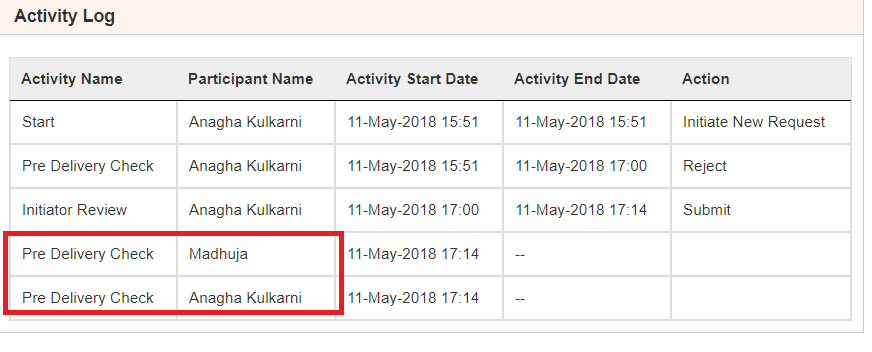 Activity Log
Activity Name Participant Name Activity Start Date Activity End Date Action
Start Anagha Kulkarni 11-May-2018 15:51 11-May-2018 15:51 Initiate New Request
Pre Delivery Check Anagha Kulkarni 11-May-2018 15:51 11-May-2018 17:00 Reject
Initiator Review Anagha Kulkarni 11-May-2018 17:00 11-May-2018 17:14 Submit
Pre Delivery Check Madhuja 11-May-2018 17:14 --
Pre Delivery Check Anagha Kulkarni 11-May-2018 17:14 --